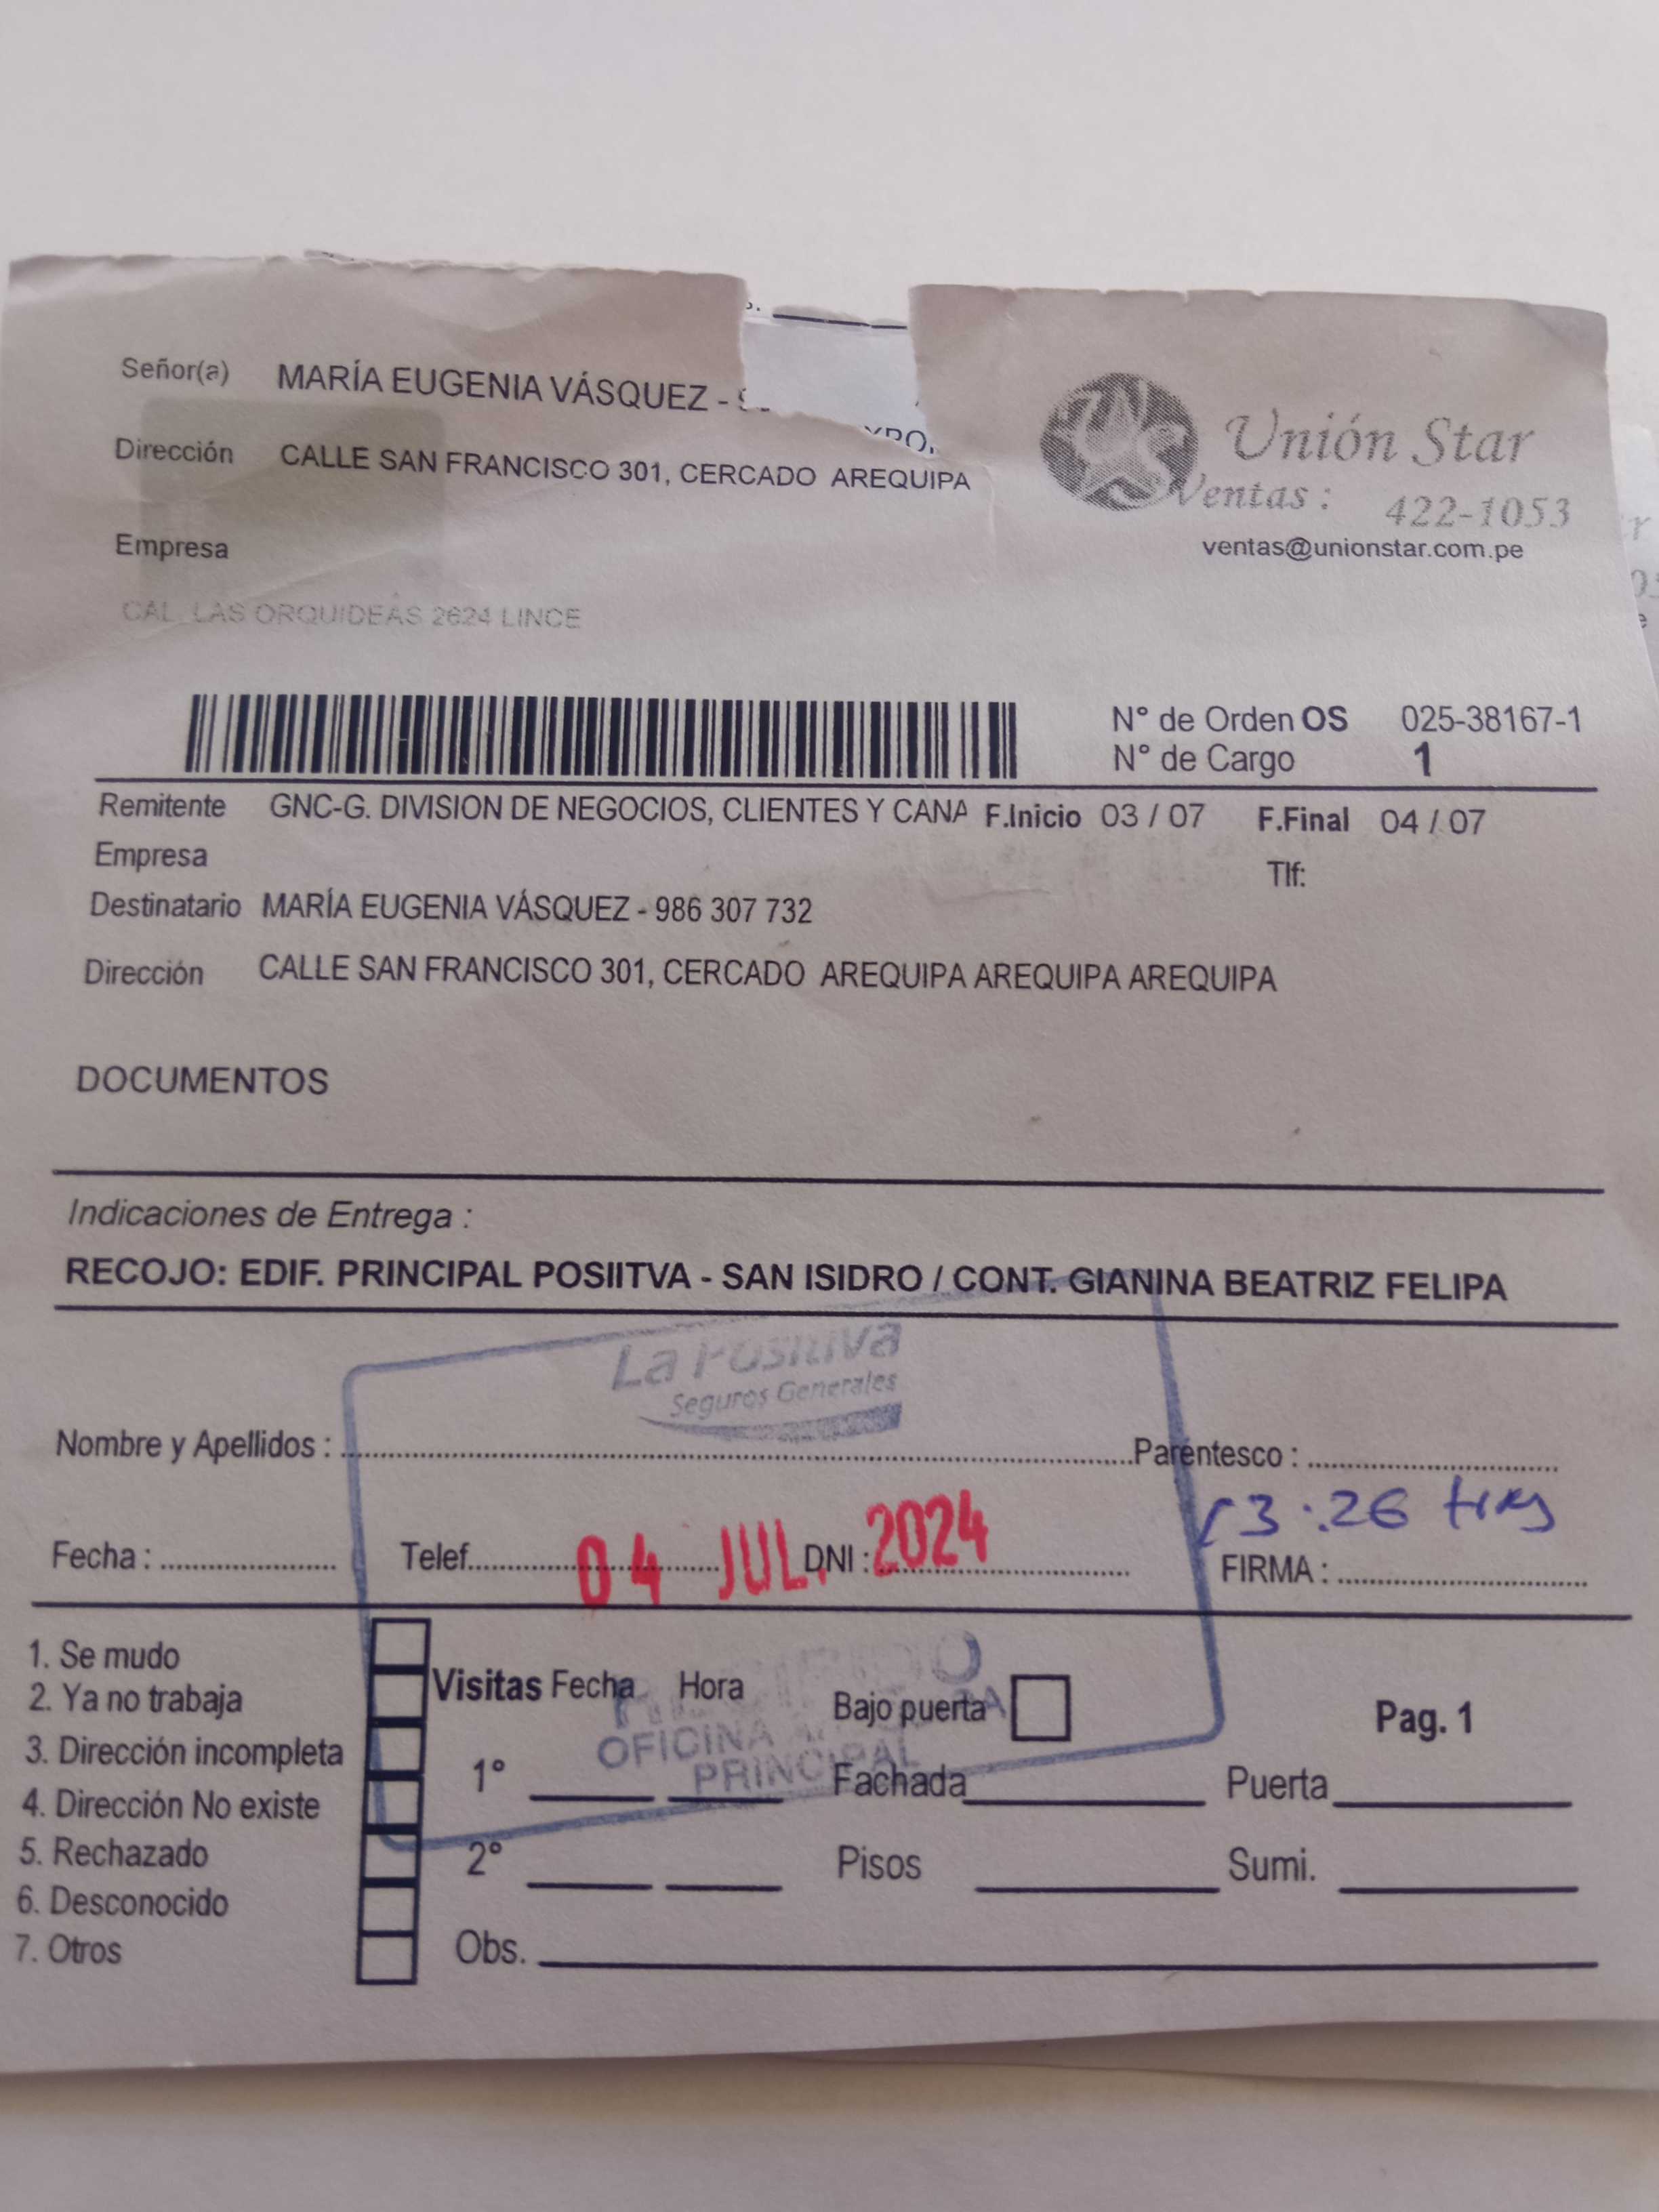 Señor(a) MARÍA EUGENIA VÁSQUEZ -
Dirección CALLE SAN FRANCISCO 301, CERCADO AREQUIPA
Empresa
CAL. LAS ORQUIDEAS 2624 LINCE
Unión Star
Ventas : 422-1053
ventas@unionstar.com.pe
N° de Orden OS 025-38167-1
N° de Cargo 1
Remitente GNC-G. DIVISION DE NEGOCIOS, CLIENTES Y CANA F.Inicio 03 / 07 F.Final 04 / 07
Empresa Tlf:
Destinatario MARÍA EUGENIA VÁSQUEZ - 986 307 732
Dirección CALLE SAN FRANCISCO 301, CERCADO AREQUIPA AREQUIPA AREQUIPA
DOCUMENTOS
Indicaciones de Entrega :
RECOJO: EDIF. PRINCIPAL POSIITVA - SAN ISIDRO / CONT. GIANINA BEATRIZ FELIPA
La Positiva
Seguros Generales
Nombre y Apellidos : Parentesco :
13:26 Hrs
04 JUL. 2024
Fecha : Telef. DNI : FIRMA :
1. Se mudo
2. Ya no trabaja
3. Dirección incompleta
4. Dirección No existe
5. Rechazado
6. Desconocido
7. Otros
Visitas Fecha Hora
1°
2°
Obs.
RECIBIDO
OFICINA
PRINCIPAL
Bajo puerta
Fachada
Pisos
Pag. 1
Puerta
Sumi.